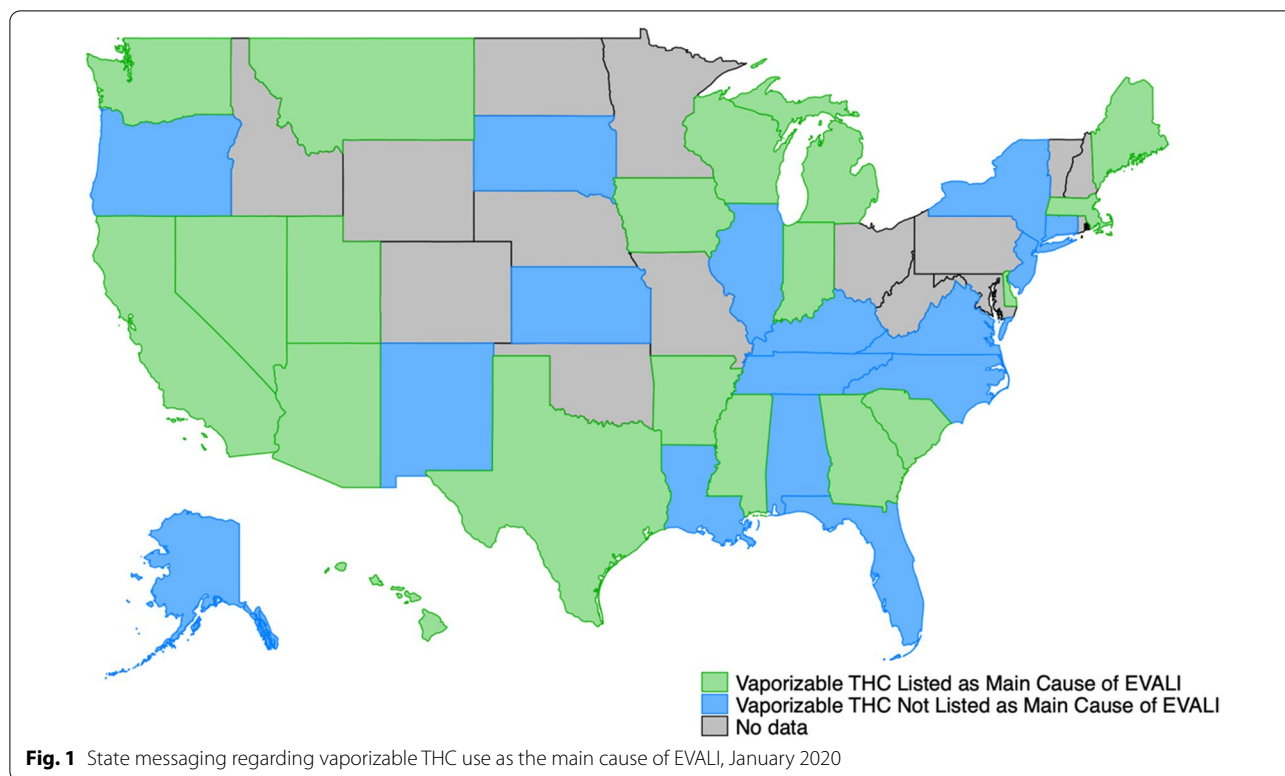 Vaporizable THC Listed as Main Cause of EVALI
Vaporizable THC Not Listed as Main Cause of EVALI
No data
Fig. 1 State messaging regarding vaporizable THC use as the main cause of EVALI, January 2020